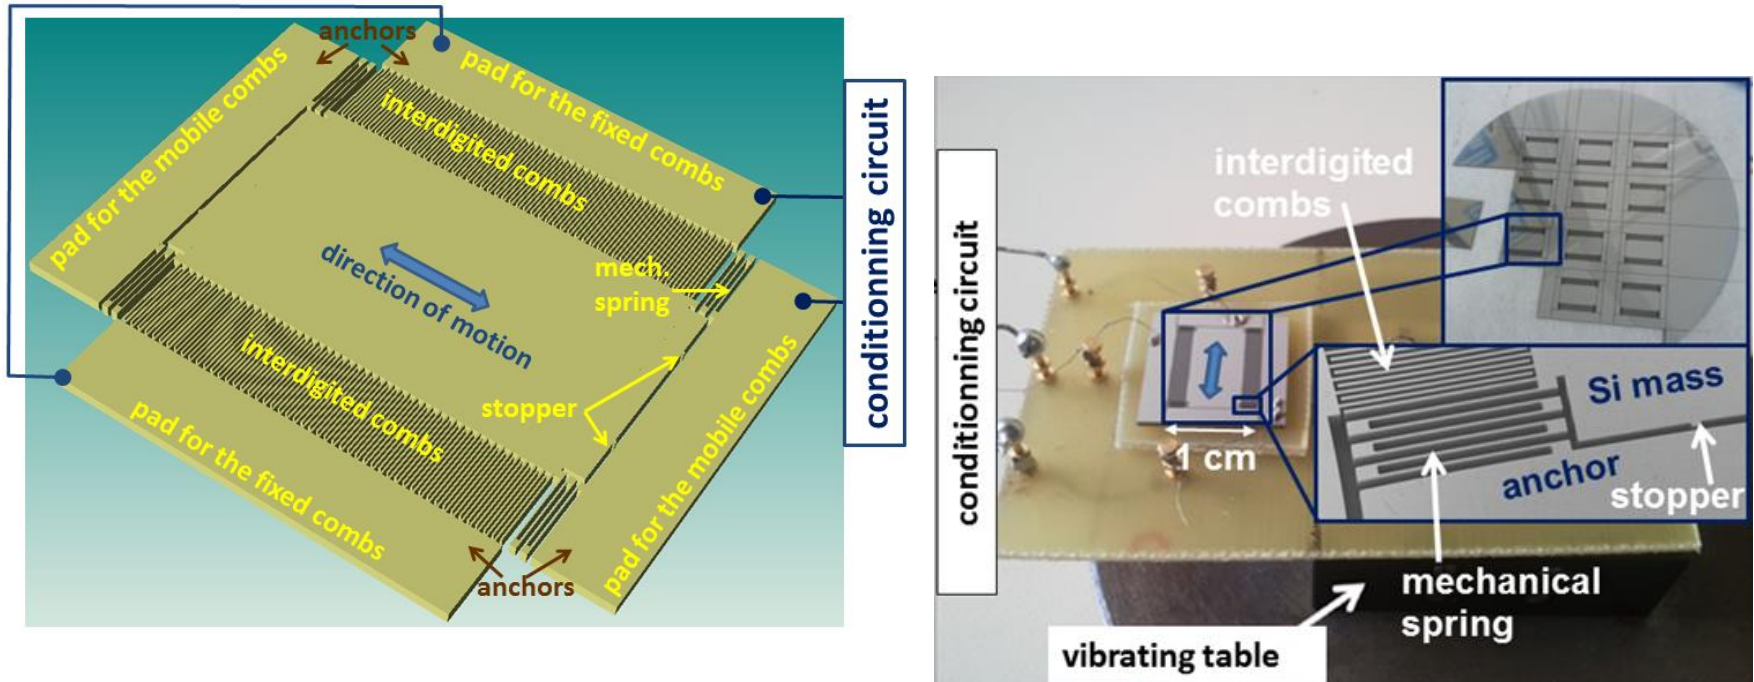 anchors
pad for the fixed combs
pad for the mobile combs
interdigited combs
mech.
spring
direction of motion
interdigited combs
stopper
pad for the mobile combs
pad for the fixed combs
anchors
conditionning circuit
conditionning circuit
interdigited
combs
Si mass
anchor
stopper
1 cm
mechanical
spring
vibrating table